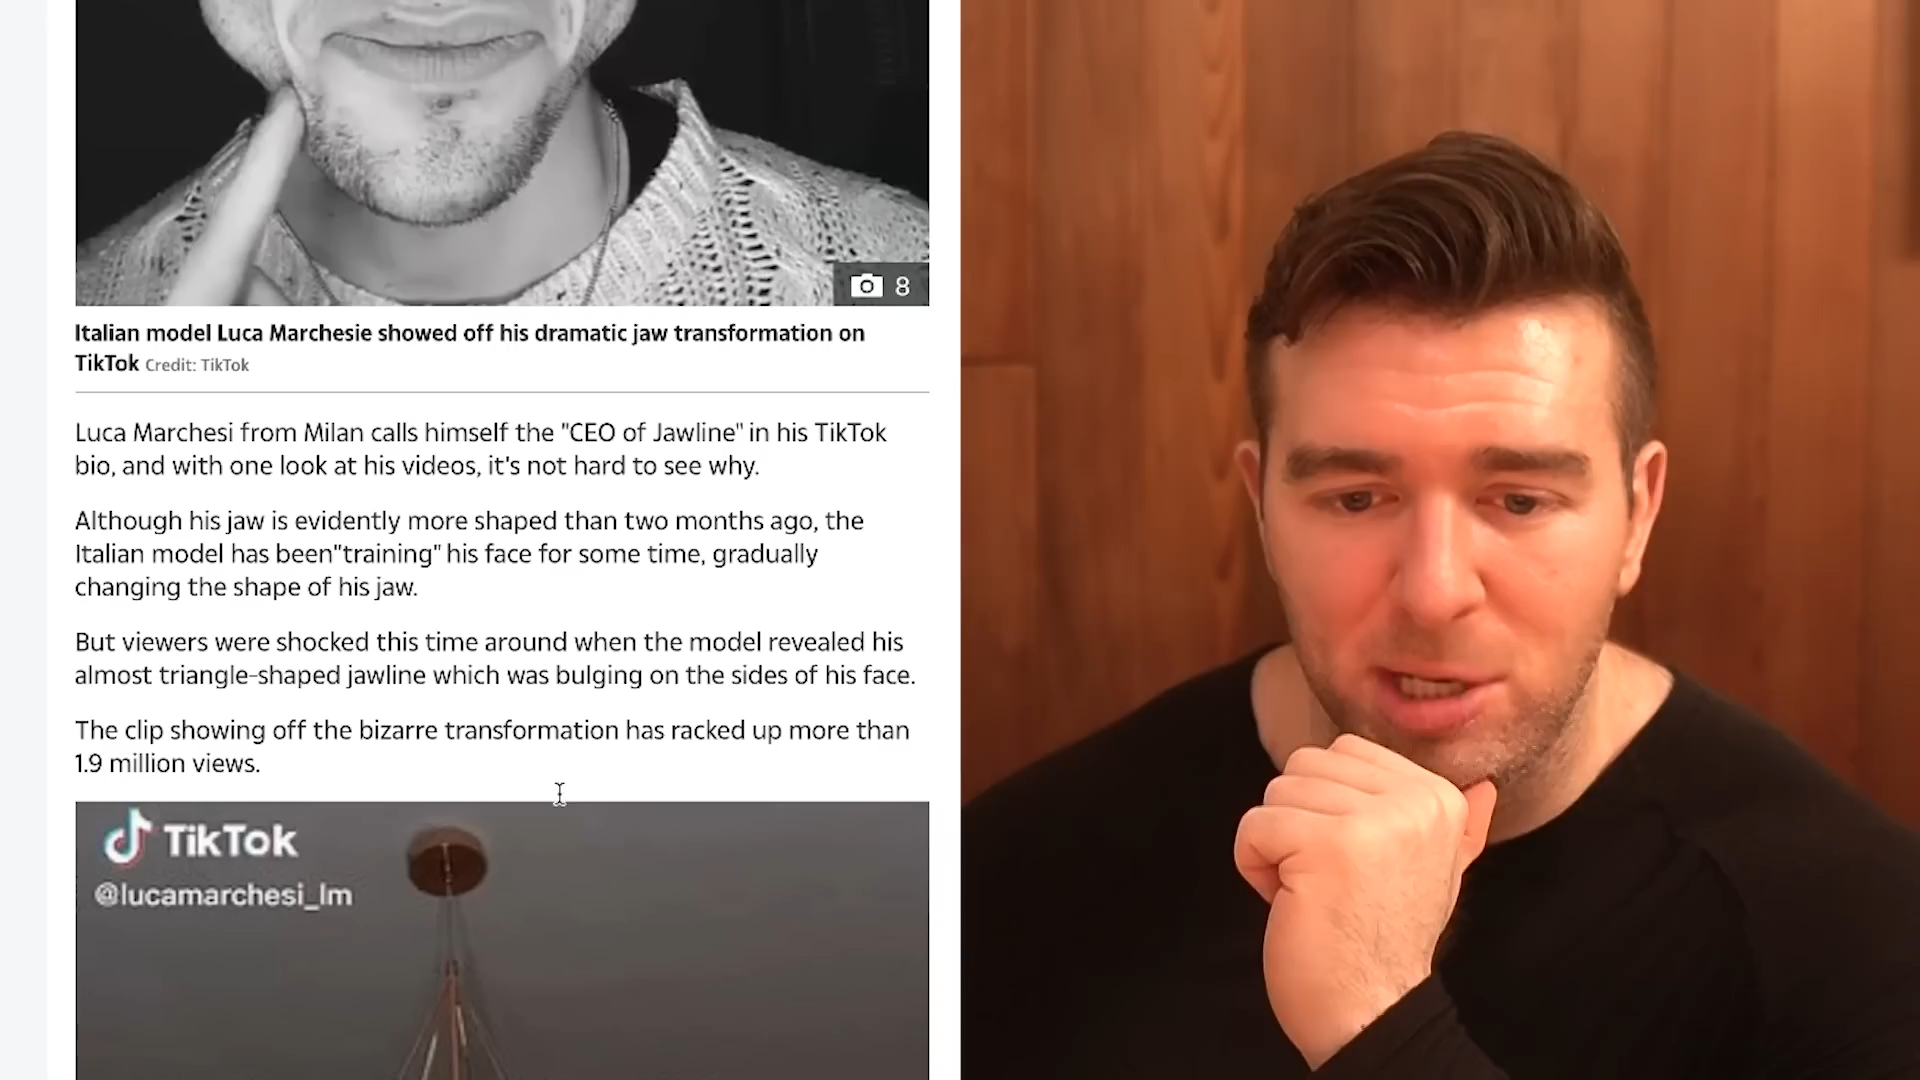 8
Italian model Luca Marchesie showed off his dramatic jaw transformation on
TikTok Credit: TikTok
Luca Marchesi from Milan calls himself the "CEO of Jawline" in his TikTok
bio, and with one look at his videos, it's not hard to see why.
Although his jaw is evidently more shaped than two months ago, the
Italian model has been"training" his face for some time, gradually
changing the shape of his jaw.
But viewers were shocked this time around when the model revealed his
almost triangle-shaped jawline which was bulging on the sides of his face.
The clip showing off the bizarre transformation has racked up more than
1.9 million views.
TikTok
@lucamarchesi_lm